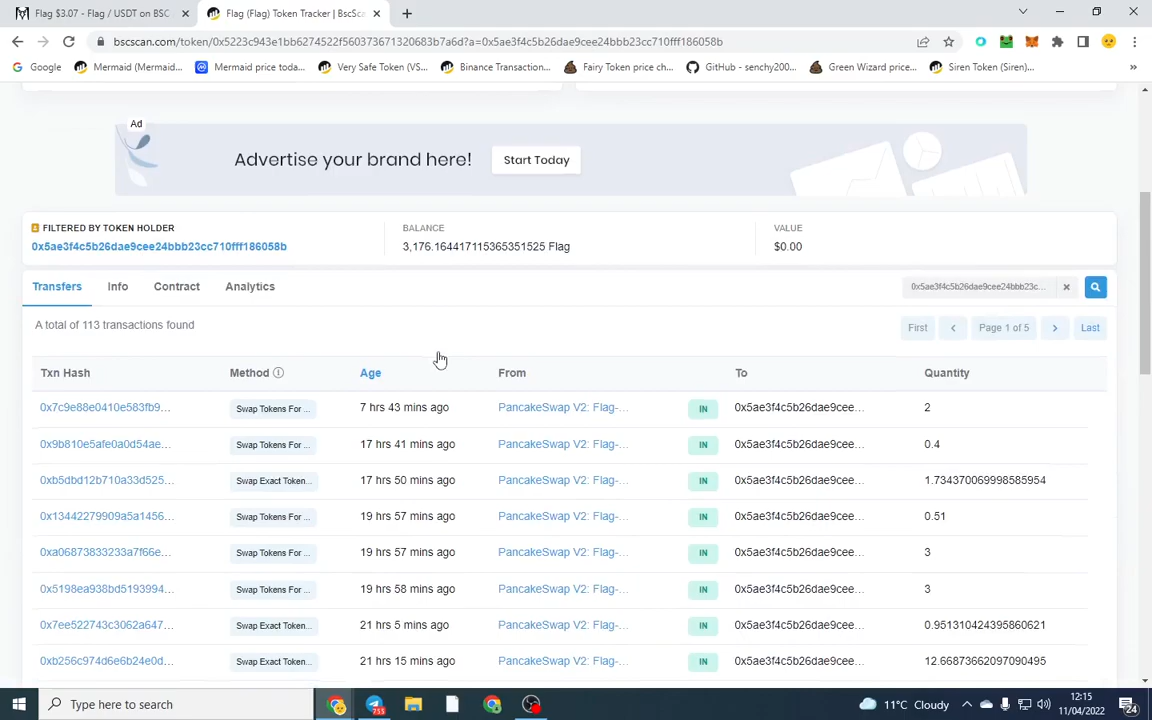 Flag $3.07 - Flag / USDT on BSC
Flag (Flag) Token Tracker | BscSca
bscscan.com/token/0x5223c943e1bb6274522f560373671320683b7a6d?a=0x5ae3f4c5b26dae9cee24bbb23cc710fff186058b
Google
Mermaid (Mermaid...
Mermaid price toda...
Very Safe Token (VS...
Binance Transaction...
Fairy Token price ch...
GitHub - senchy200...
Green Wizard price...
Siren Token (Siren)...
»
Ad
Advertise your brand here!
Start Today
FILTERED BY TOKEN HOLDER
BALANCE
VALUE
0x5ae3f4c5b26dae9cee24bbb23cc710fff186058b
3,176.164417115365351525 Flag
$0.00
Transfers
Info
Contract
Analytics
0x5ae3f4c5b26dae9cee24bbb23c...
A total of 113 transactions found
First
Page 1 of 5
Last
Txn Hash
Method
Age
From
To
Quantity
0x7c9e88e0410e583fb9... Swap Tokens For ... 7 hrs 43 mins ago PancakeSwap V2: Flag-... IN 0x5ae3f4c5b26dae9cee... 2
0x9b810e5afe0a0d54ae... Swap Tokens For ... 17 hrs 41 mins ago PancakeSwap V2: Flag-... IN 0x5ae3f4c5b26dae9cee... 0.4
0xb5dbd12b710a33d525... Swap Exact Token... 17 hrs 50 mins ago PancakeSwap V2: Flag-... IN 0x5ae3f4c5b26dae9cee... 1.734370069998585954
0x13442279909a5a1456... Swap Tokens For ... 19 hrs 57 mins ago PancakeSwap V2: Flag-... IN 0x5ae3f4c5b26dae9cee... 0.51
0xa06873833233a7f66e... Swap Tokens For ... 19 hrs 57 mins ago PancakeSwap V2: Flag-... IN 0x5ae3f4c5b26dae9cee... 3
0x5198ea938bd5193994... Swap Tokens For ... 19 hrs 58 mins ago PancakeSwap V2: Flag-... IN 0x5ae3f4c5b26dae9cee... 3
0x7ee522743c3062a647... Swap Exact Token... 21 hrs 5 mins ago PancakeSwap V2: Flag-... IN 0x5ae3f4c5b26dae9cee... 0.951310424395860621
0xb256c974d6e6b24e0d... Swap Exact Token... 21 hrs 15 mins ago PancakeSwap V2: Flag-... IN 0x5ae3f4c5b26dae9cee... 12.66873662097090495
Type here to search
755
11°C Cloudy
12:15
11/04/2022
24